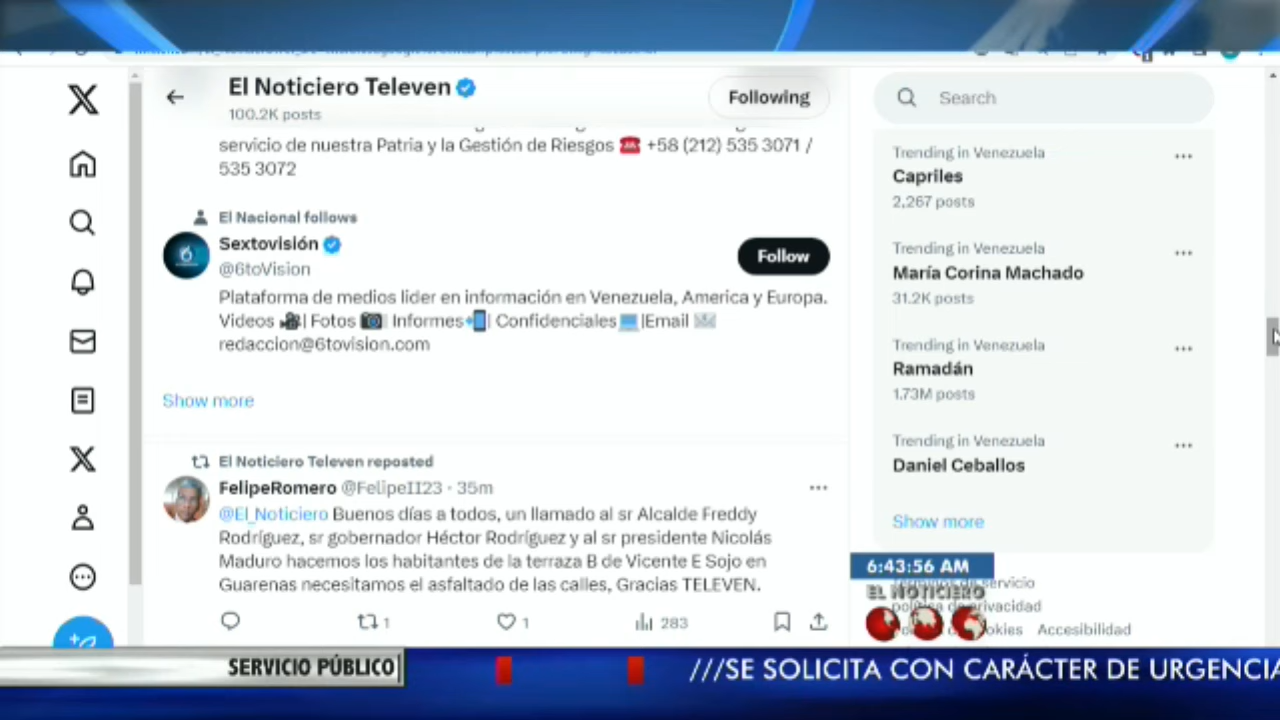 El Noticiero Televen
100.2K posts
Following
servicio de nuestra Patria y la Gestión de Riesgos ☎️ +58 (212) 535 3071 /
535 3072
El Nacional follows
Sextovisión
@6toVision
Follow
Plataforma de medios lider en información en Venezuela, America y Europa.
Videos 🎥| Fotos 📷| Informes📲| Confidenciales💻|Email ✉️
redaccion@6tovision.com
Show more
El Noticiero Televen reposted
FelipeRomero @FelipeII23 · 35m
@El_Noticiero Buenos días a todos, un llamado al sr Alcalde Freddy
Rodríguez, sr gobernador Héctor Rodríguez y al sr presidente Nicolás
Maduro hacemos los habitantes de la terraza B de Vicente E Sojo en
Guarenas necesitamos el asfaltado de las calles, Gracias TELEVEN.
1
1
283
Search
Trending in Venezuela
Capriles
2,267 posts
Trending in Venezuela
María Corina Machado
31.2K posts
Trending in Venezuela
Ramadán
1.73M posts
Trending in Venezuela
Daniel Ceballos
Show more
6:43:56 AM
Términos de servicio
EL NOTICIERO
política de privacidad
Accesibilidad
SERVICIO PÚBLICO
///SE SOLICITA CON CARÁCTER DE URGENCIA